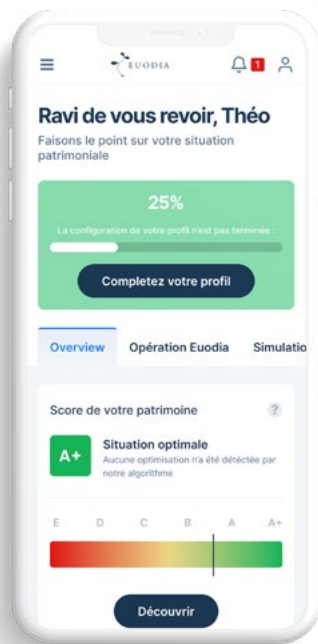 EUODIA
1
Ravi de vous revoir, Théo
Faisons le point sur votre situation
patrimoniale
25%
La configuration de votre profil n'est pas terminée :
Completez votre profil
Overview Opération Euodia Simulatio
Score de votre patrimoine ?
A+
Situation optimale
Aucune optimisation n'a été détéctée par
notre algorithme
E D C B A A+
Découvrir